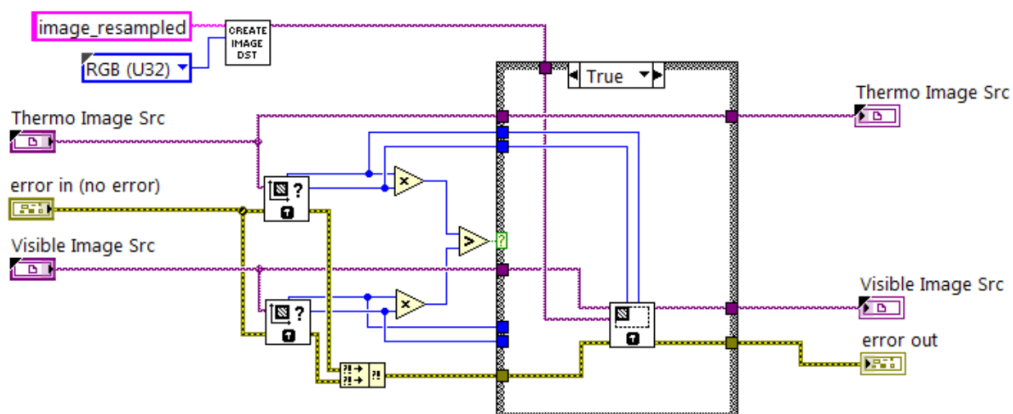 image_resampled
CREATE
IMAGE
DST
RGB (U32)
True
Thermo Image Src
Thermo Image Src
error in (no error)
?
x
>
?
Visible Image Src
Visible Image Src
?
x
error out
?!
?!
?!